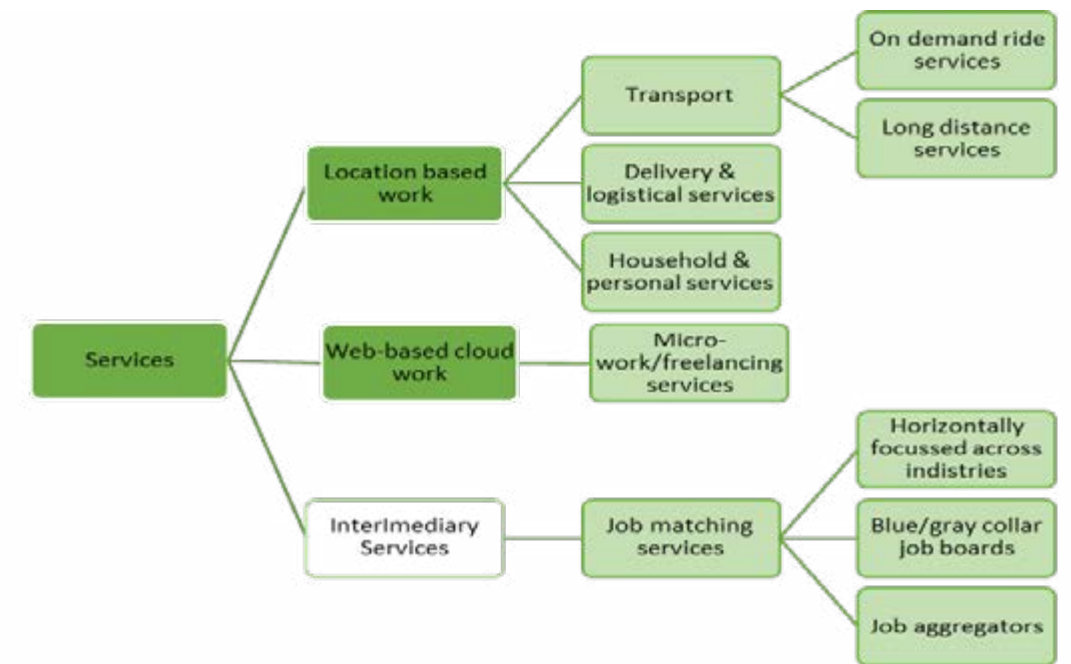 On demand ride
services
Transport
Long distance
services
Location based
work
Delivery &
logistical services
Household &
personal services
Services
Web-based cloud
work
Micro-
work/freelancing
services
Horizontally
focussed across
indistries
InterImediary
Services
Job matching
services
Blue/gray collar
job boards
Job aggregators